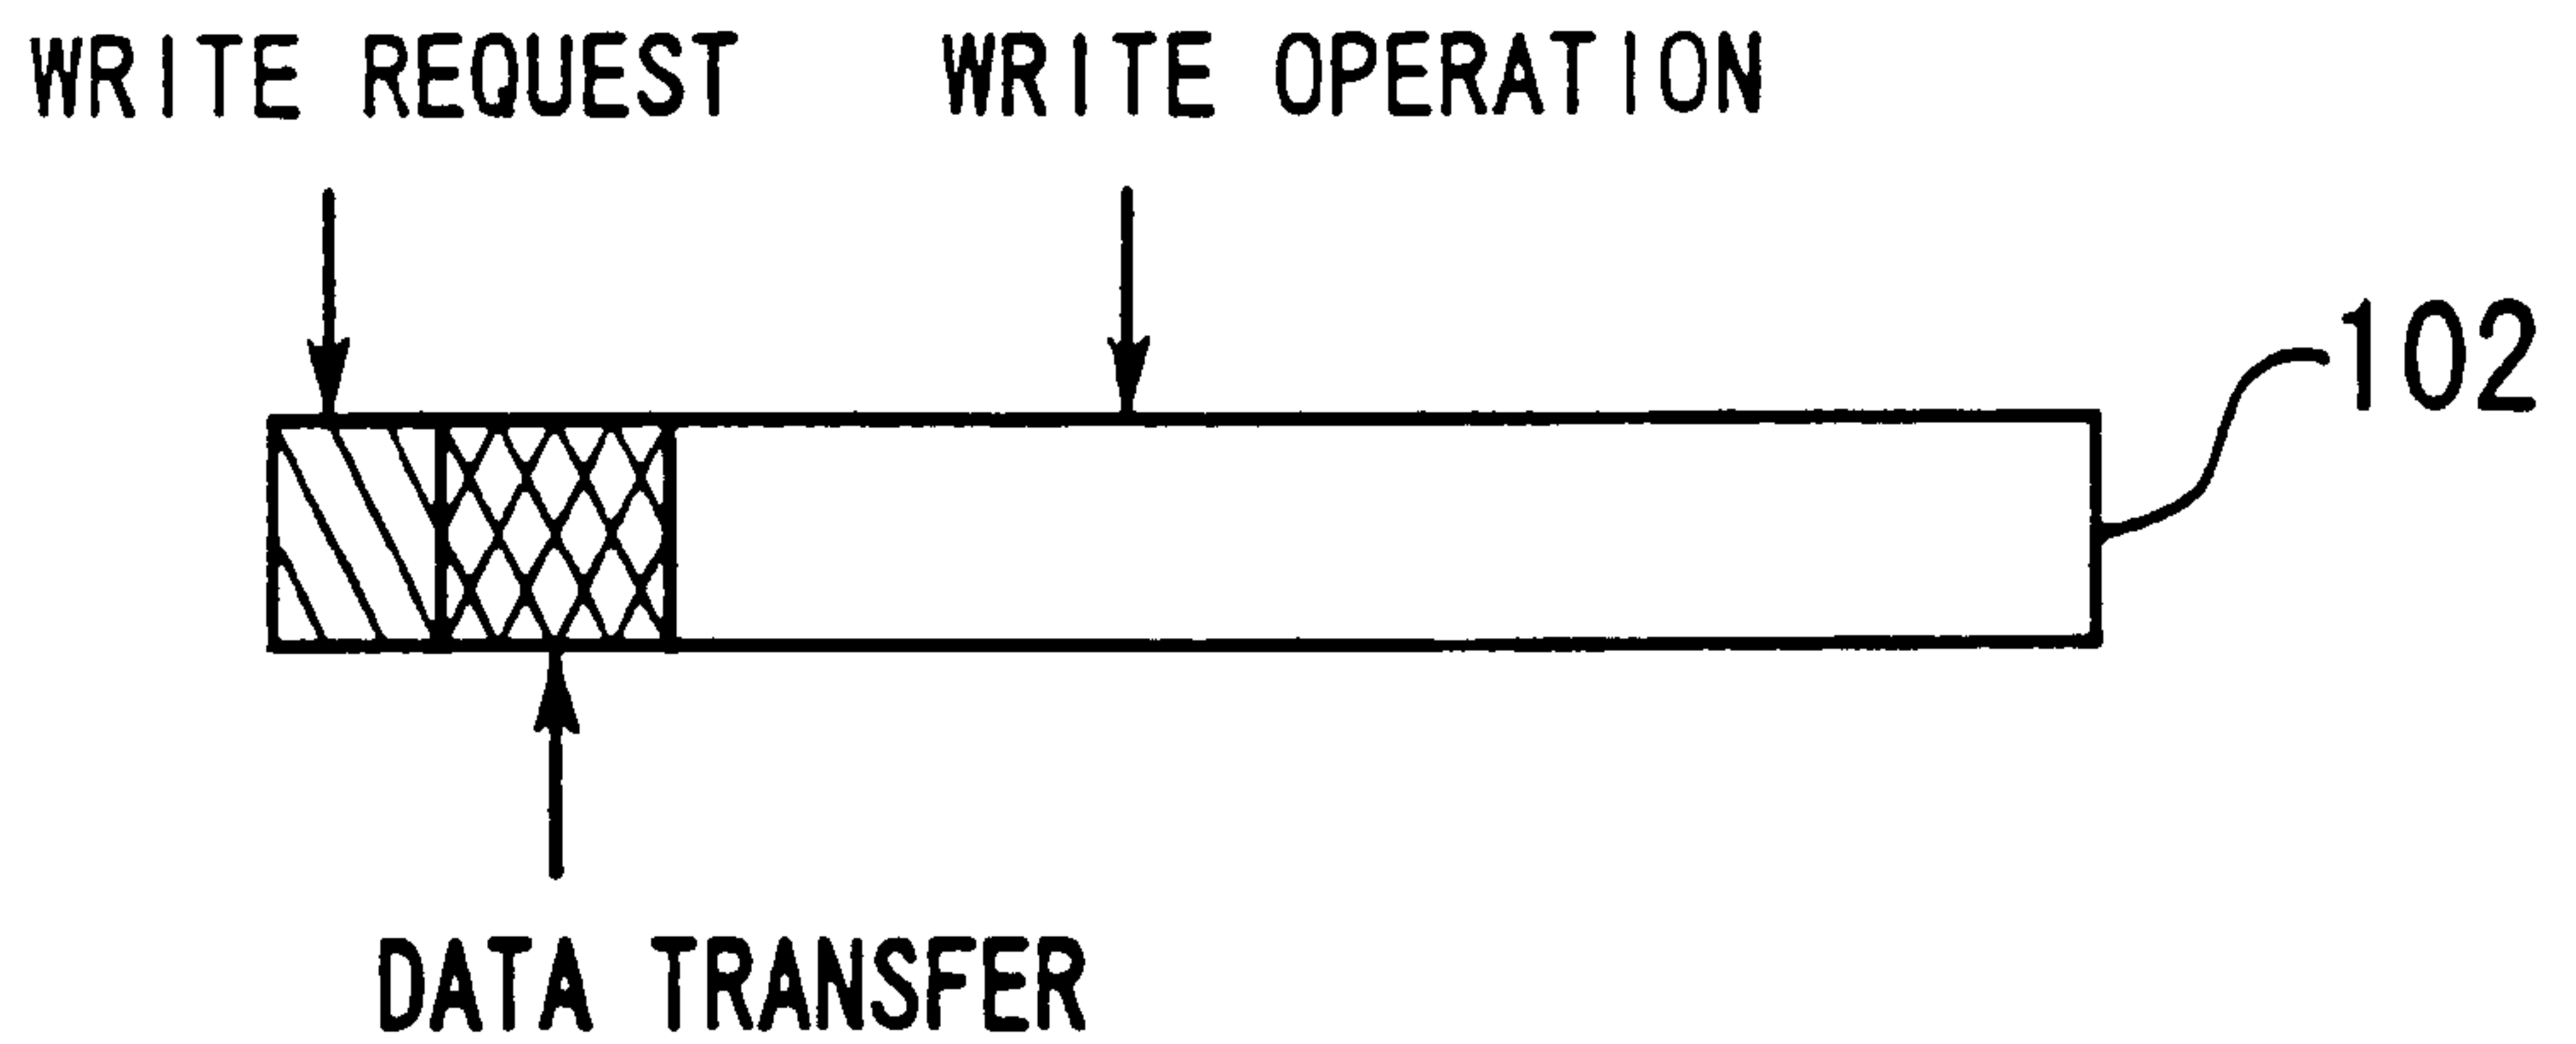 WRITE REQUEST WRITE OPERATION
102
DATA TRANSFER